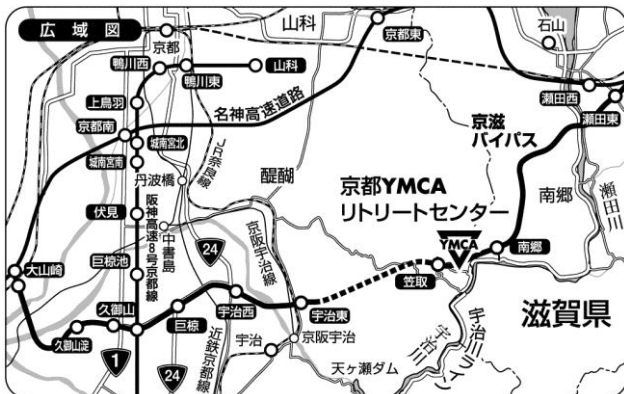 広域図
京都
山科
京都東
石山
鴨川西
鴨川東
山科
瀬田西
瀬田東
上鳥羽
名神高速道路
京都南
城南宮北
城南宮南
JR奈良線
丹波橋
醍醐
京滋
バイパス
京都YMCA
リトリートセンター
YMCA
南郷
瀬田川
南郷
笠取
伏見
阪神高速8号京都線
中書島
24
京阪宇治線
大山崎
巨椋池
久御山
巨椋
宇治西
宇治東
久御山淀
1
24
近鉄京都線
宇治
京阪宇治
天ヶ瀬ダム
宇治川
宇治川ライン
滋賀県